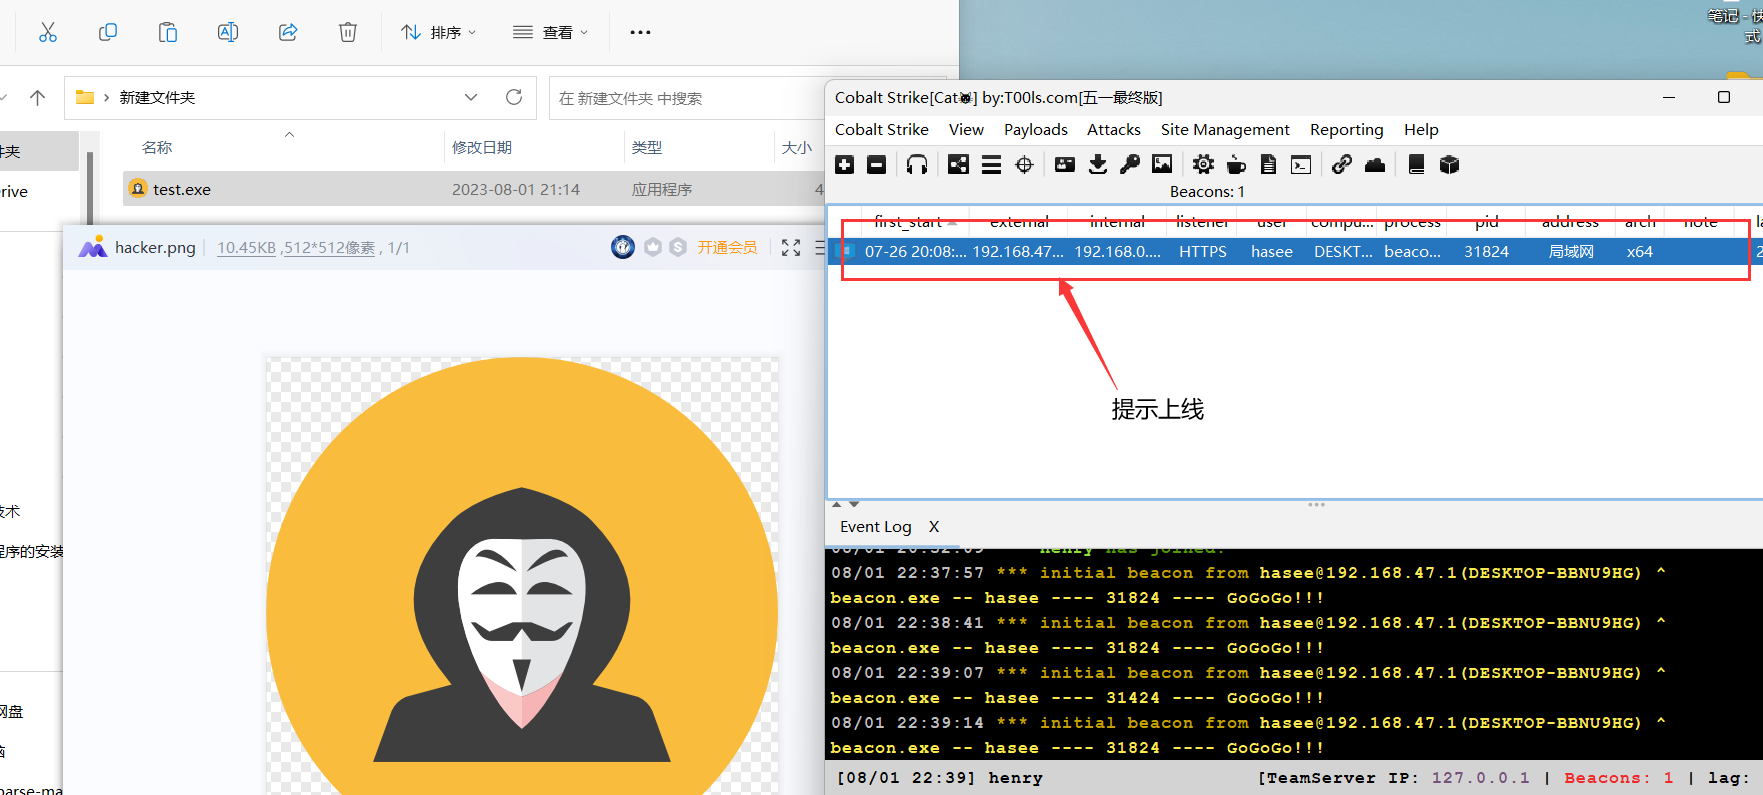 排序
查看
新建文件夹
在 新建文件夹 中搜索
名称
修改日期
类型
大小
test.exe
2023-08-01 21:14
应用程序
4
件夹
rive
技术
程序的安装
网盘
parse-ma
hacker.png
10.45KB ,512*512像素 , 1/1
开通会员
笔记 - 快
式
Cobalt Strike[Cat] by:T00ls.com[五一最终版]
Cobalt Strike View Payloads Attacks Site Management Reporting Help
Beacons: 1
first_start external internal listener user compu... process pid address arch note
07-26 20:08:... 192.168.47... 192.168.0.... HTTPS hasee DESKT... beaco... 31824 局域网 x64 2
提示上线
Event Log X
08/01 20:32:09 henry has joined.
08/01 22:37:57 *** initial beacon from hasee@192.168.47.1(DESKTOP-BBNU9HG) ^
beacon.exe -- hasee ---- 31824 ---- GoGoGo!!!
08/01 22:38:41 *** initial beacon from hasee@192.168.47.1(DESKTOP-BBNU9HG) ^
beacon.exe -- hasee ---- 31824 ---- GoGoGo!!!
08/01 22:39:07 *** initial beacon from hasee@192.168.47.1(DESKTOP-BBNU9HG) ^
beacon.exe -- hasee ---- 31424 ---- GoGoGo!!!
08/01 22:39:14 *** initial beacon from hasee@192.168.47.1(DESKTOP-BBNU9HG) ^
beacon.exe -- hasee ---- 31824 ---- GoGoGo!!!
[08/01 22:39] henry [TeamServer IP: 127.0.0.1 | Beacons: 1 | lag: